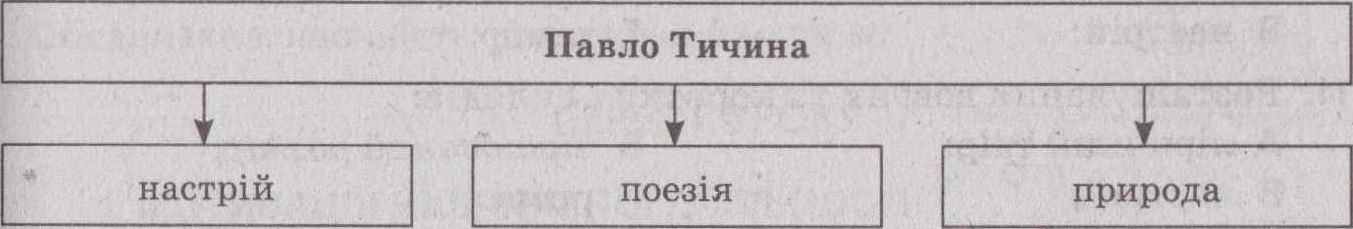 Павло Тичина
настрій
поезія
природа